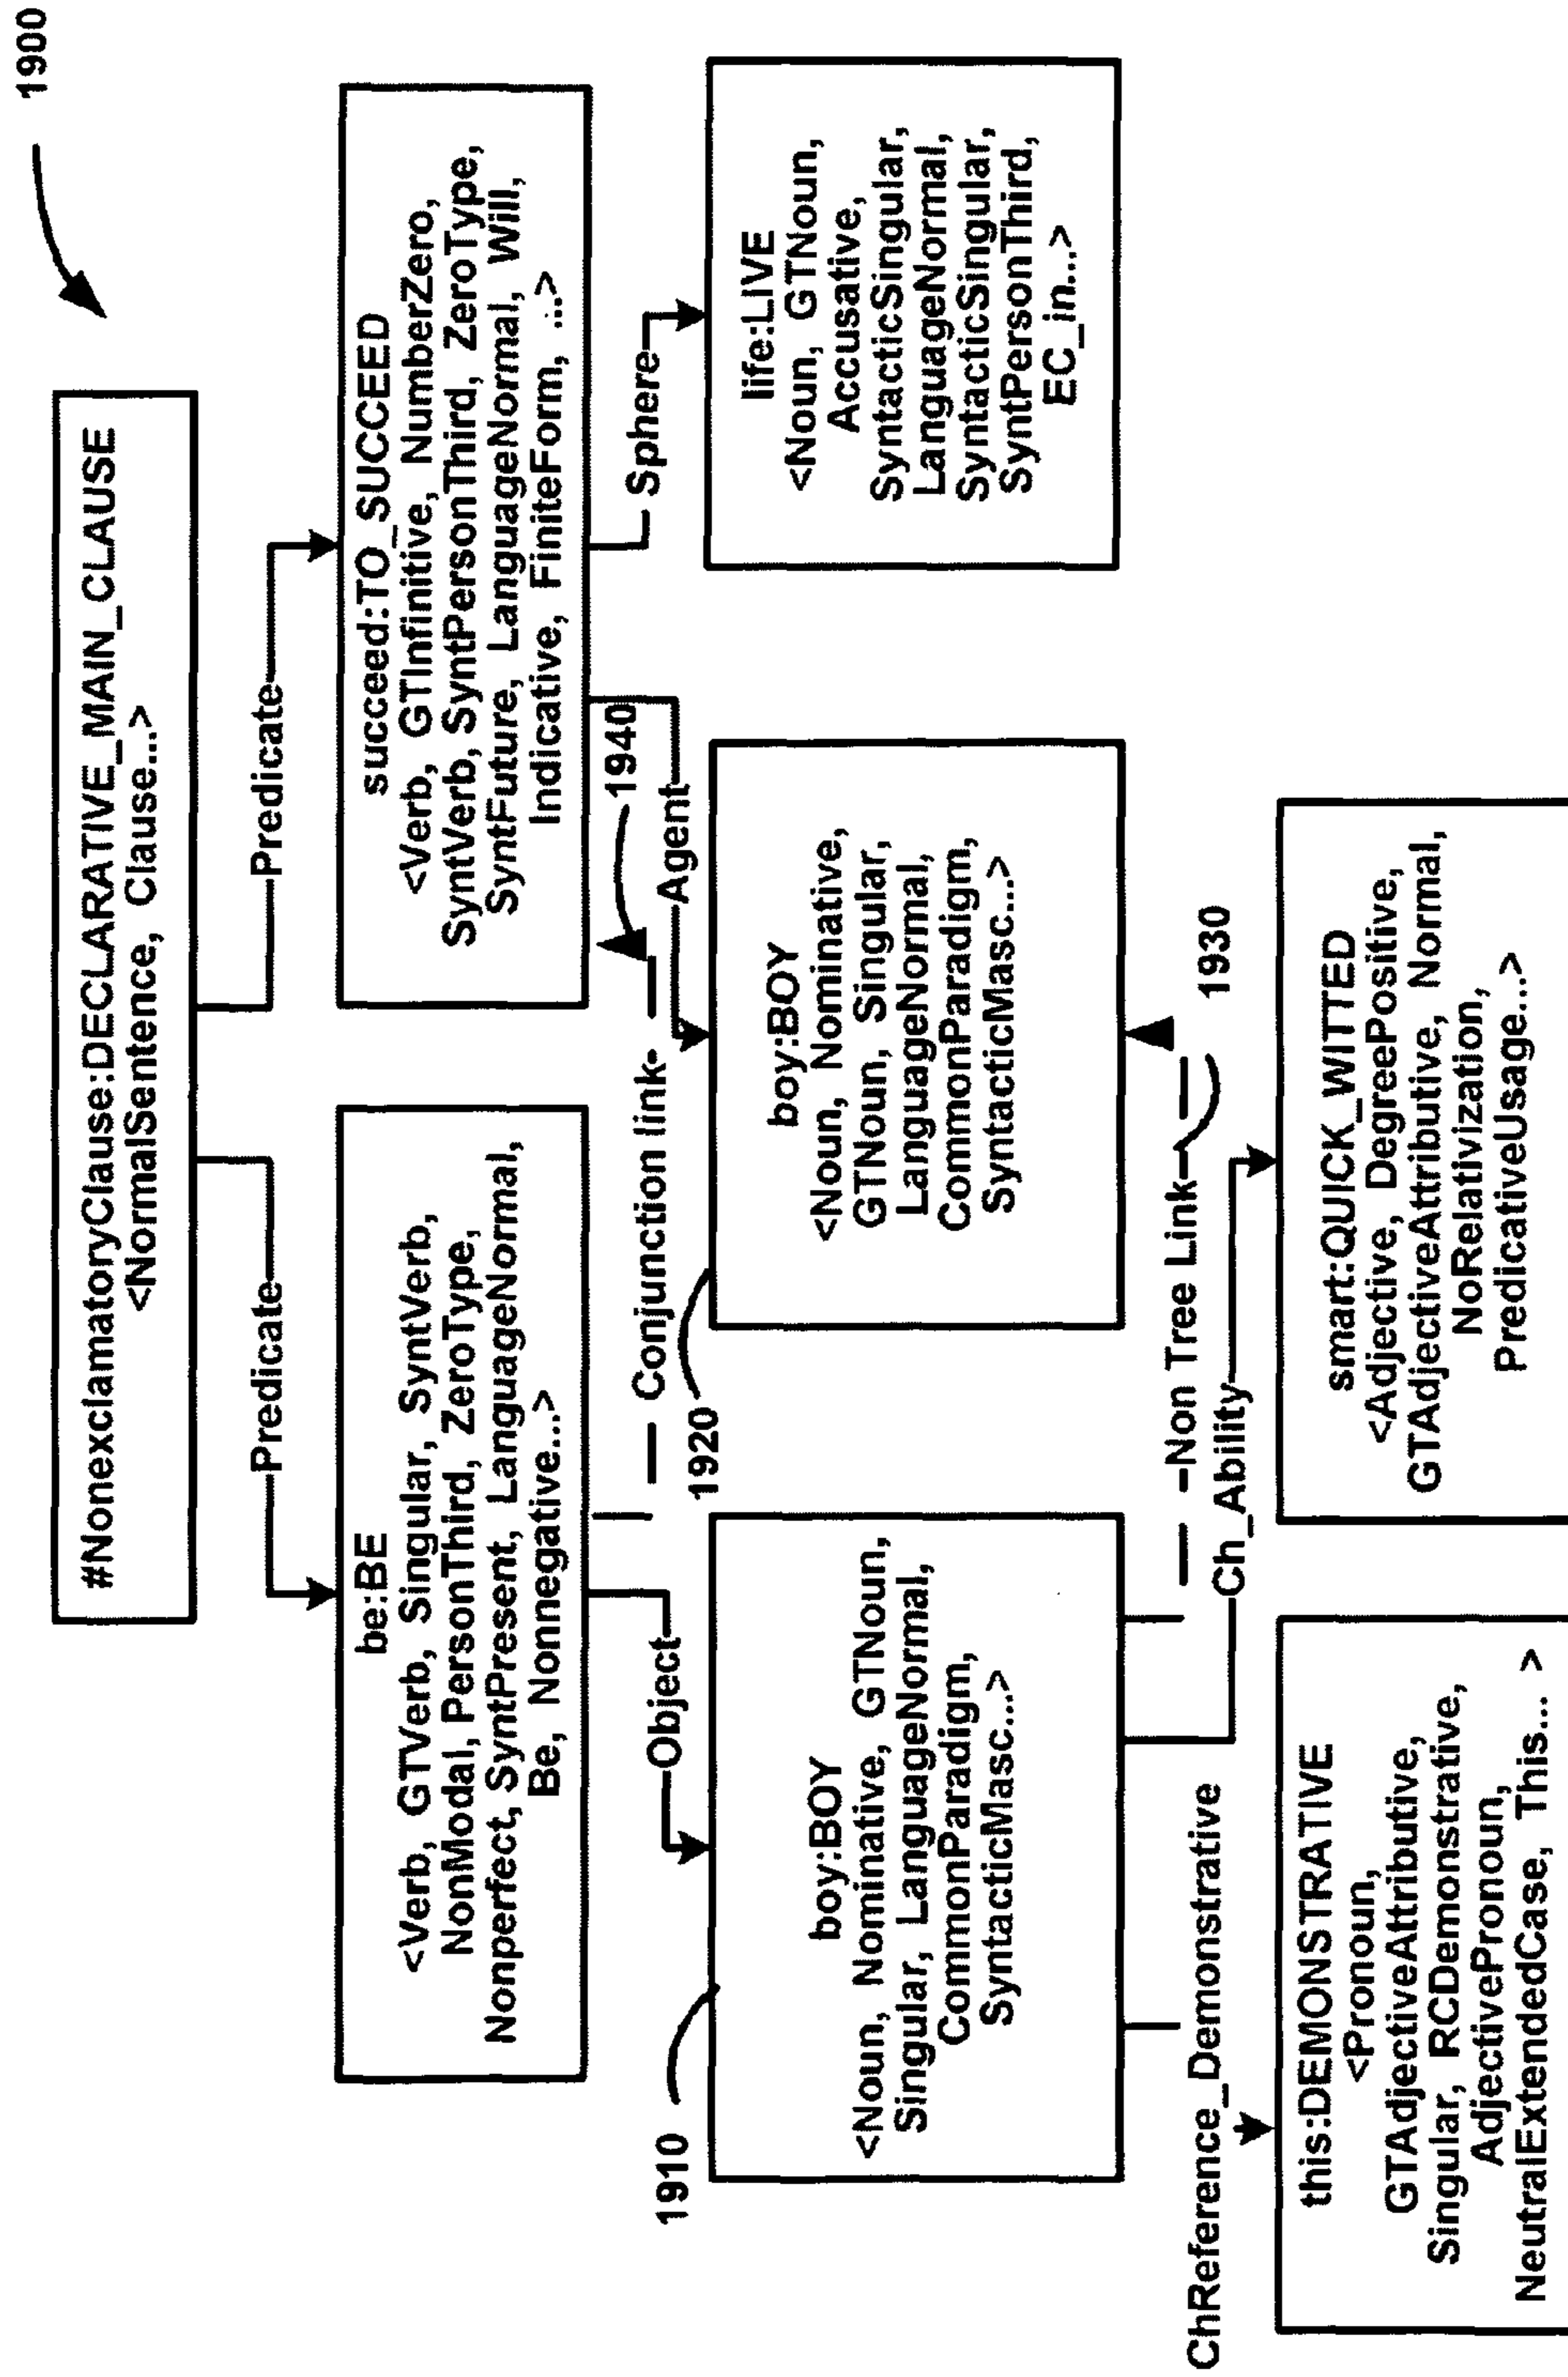 1900
#NonexclamatoryClause:DECLARATIVE_MAIN_CLAUSE
<NormalSentence, Clause...>
Predicate
Predicate
be:BE
<Verb, GTVerb, Singular, SyntVerb,
NonModal, PersonThird, ZeroType,
Nonperfect, SyntPresent, LanguageNormal,
Be, Nonnegative...>
succeed:TO_SUCCEED
<Verb, GTInfinitive, NumberZero,
SyntVerb, SyntPersonThird, ZeroType,
SyntFuture, LanguageNormal, Will,
Indicative, FiniteForm, ...>
Object
Conjunction link
1940
Agent
Sphere
1910
boy:BOY
<Noun, Nominative, GTNoun,
Singular, LanguageNormal,
CommonParadigm,
SyntacticMasc...>
1920
boy:BOY
<Noun, Nominative,
GTNoun, Singular,
LanguageNormal,
CommonParadigm,
SyntacticMasc...>
life:LIVE
<Noun, GTNoun,
Accusative,
SyntacticSingular,
LanguageNormal,
SyntacticSingular,
SyntPersonThird,
EC_in...>
ChReference_Demonstrative
Non Tree Link
1930
Ch_Ability
this:DEMONSTRATIVE
<Pronoun,
GTAdjectiveAttributive,
Singular, RCDemonstrative,
AdjectivePronoun,
NeutralExtendedCase, This... >
smart:QUICK_WITTED
<Adjective, DegreePositive,
GTAdjectiveAttributive, Normal,
NoRelativization,
PredicativeUsage...>